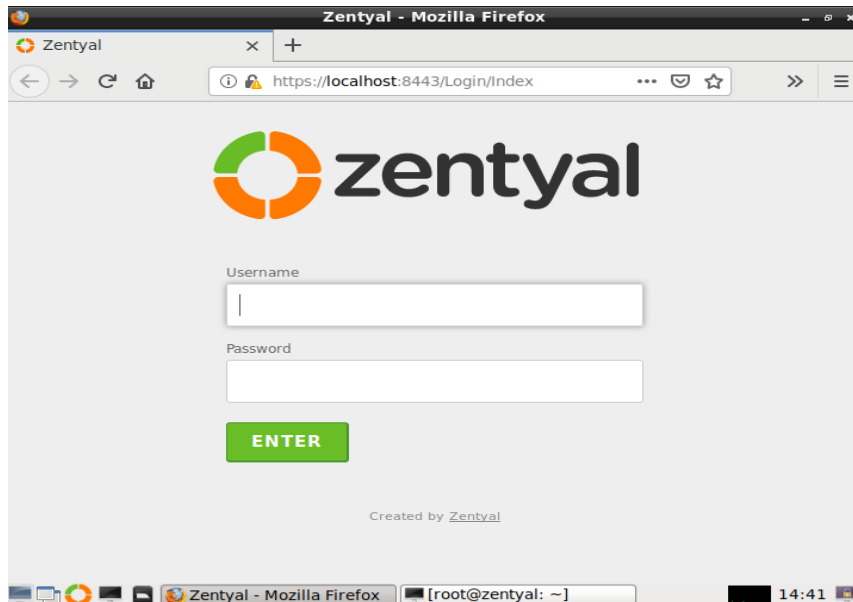 Zentyal - Mozilla Firefox
Zentyal
https://localhost:8443/Login/Index
zentyal
Username
Password
ENTER
Created by Zentyal
Zentyal - Mozilla Firefox
[root@zentyal: ~]
14:41